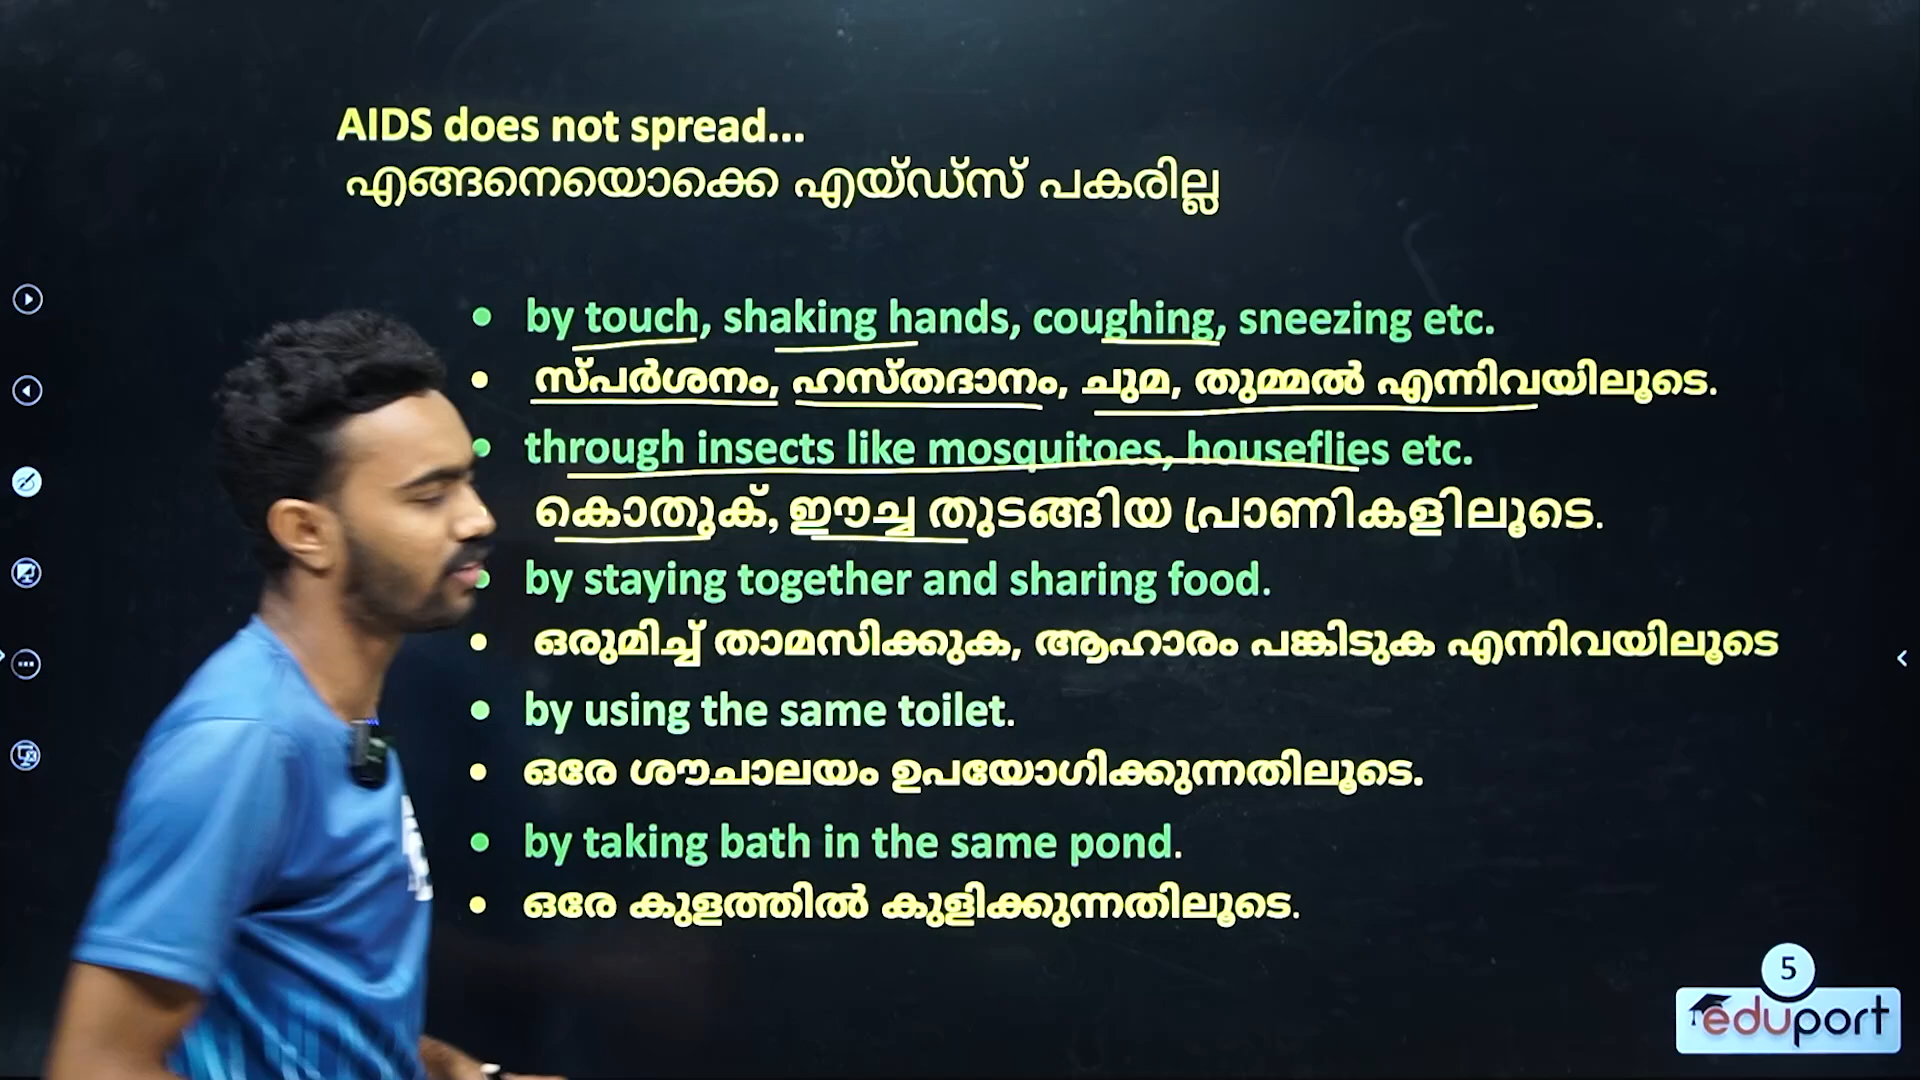 AIDS does not spread...
എങ്ങനെയൊക്കെ എയ്ഡ്സ് പകരില്ല
by touch, shaking hands, coughing, sneezing etc.
സ്പർശനം, ഹസ്തദാനം, ചുമ, തുമ്മൽ എന്നിവയിലൂടെ.
through insects like mosquitoes, houseflies etc.
കൊതുക്, ഈച്ച തുടങ്ങിയ പ്രാണികളിലൂടെ.
by staying together and sharing food.
ഒരുമിച്ച് താമസിക്കുക, ആഹാരം പങ്കിടുക എന്നിവയിലൂടെ
by using the same toilet.
ഒരേ ശൗചാലയം ഉപയോഗിക്കുന്നതിലൂടെ.
by taking bath in the same pond.
ഒരേ കുളത്തിൽ കുളിക്കുന്നതിലൂടെ.
5
eduport